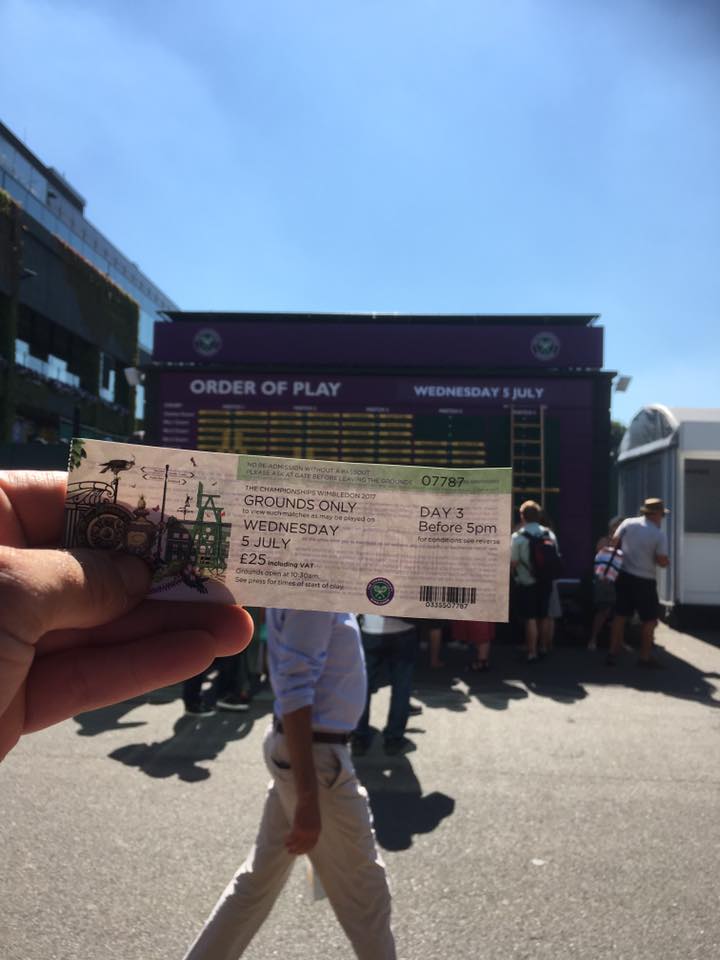 ORDER OF PLAY
WEDNESDAY 5 JULY
NO RE-ADMISSION WITHOUT A PASSOUT
PLEASE ASK AT GATE BEFORE LEAVING THE GROUNDS
07787
THE CHAMPIONSHIPS WIMBLEDON 2017
GROUNDS ONLY
to view such matches as may be played on
WEDNESDAY
5 JULY
£25 including VAT
Grounds open at 10:30am.
See press for times of start of play.
DAY 3
Before 5pm
for conditions see reverse
0335507787